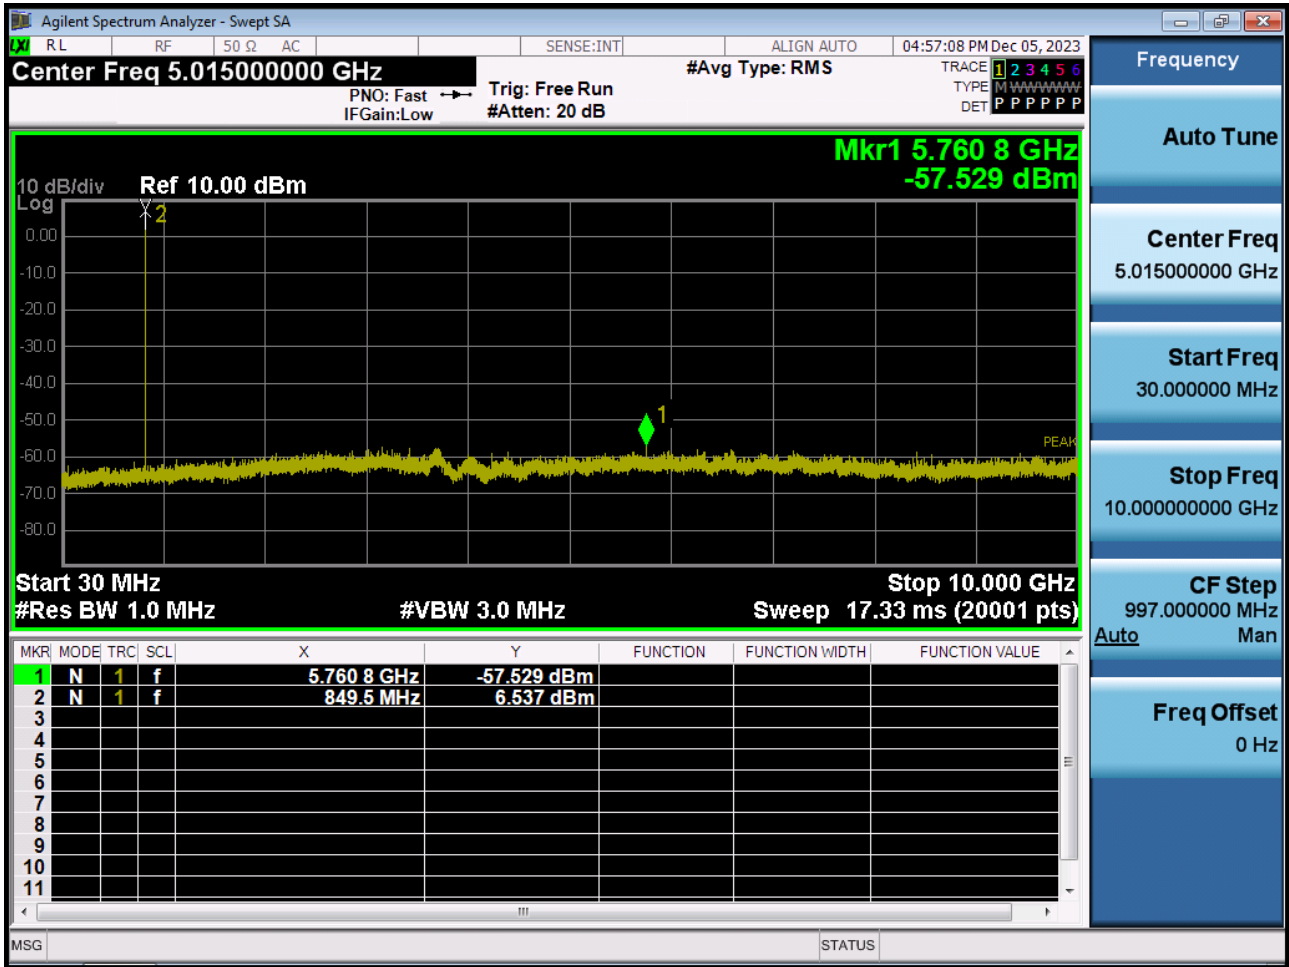 Agilent Spectrum Analyzer - Swept SA
LXI RL RF 50 Ω AC SENSE:INT ALIGN AUTO 04:57:08 PM Dec 05, 2023
Center Freq 5.015000000 GHz
PNO: Fast
IFGain:Low
Trig: Free Run
#Atten: 20 dB
#Avg Type: RMS
TRACE 1 2 3 4 5 6
TYPE M W W W W W
DET P P P P P P
Mkr1 5.760 8 GHz
-57.529 dBm
10 dB/div
Log
Ref 10.00 dBm
2
0.00
-10.0
-20.0
-30.0
-40.0
-50.0
1
PEAK
-60.0
-70.0
-80.0
Start 30 MHz
Stop 10.000 GHz
#Res BW 1.0 MHz
#VBW 3.0 MHz
Sweep 17.33 ms (20001 pts)
MKR MODE TRC SCL X Y FUNCTION FUNCTION WIDTH FUNCTION VALUE
1 N 1 f 5.760 8 GHz -57.529 dBm
2 N 1 f 849.5 MHz 6.537 dBm
3
4
5
6
7
8
9
10
11
MSG
STATUS
Frequency
Auto Tune
Center Freq
5.015000000 GHz
Start Freq
30.000000 MHz
Stop Freq
10.000000000 GHz
CF Step
997.000000 MHz
Auto Man
Freq Offset
0 Hz